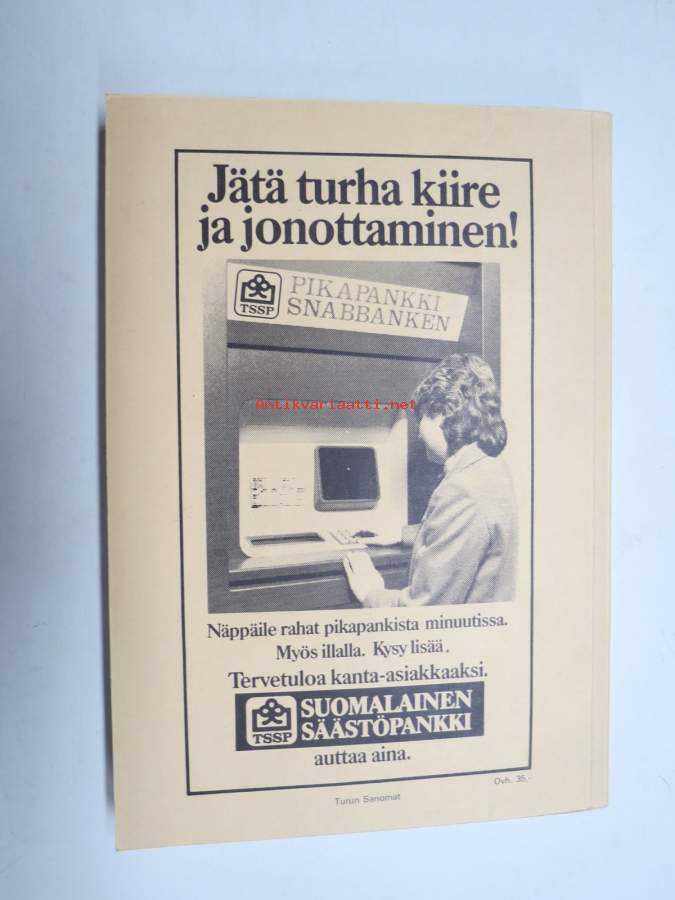 Jätä turha kiire
ja jonottaminen!
TSSP
PIKAPANKKI
SNABBANKEN
antikvariaatti.net
Näppäile rahat pikapankista minuutissa.
Myös illalla. Kysy lisää.
Tervetuloa kanta-asiakkaaksi.
TSSP
SUOMALAINEN
SÄÄSTÖPANKKI
auttaa aina.
Ovh. 35,-
Turun Sanomat